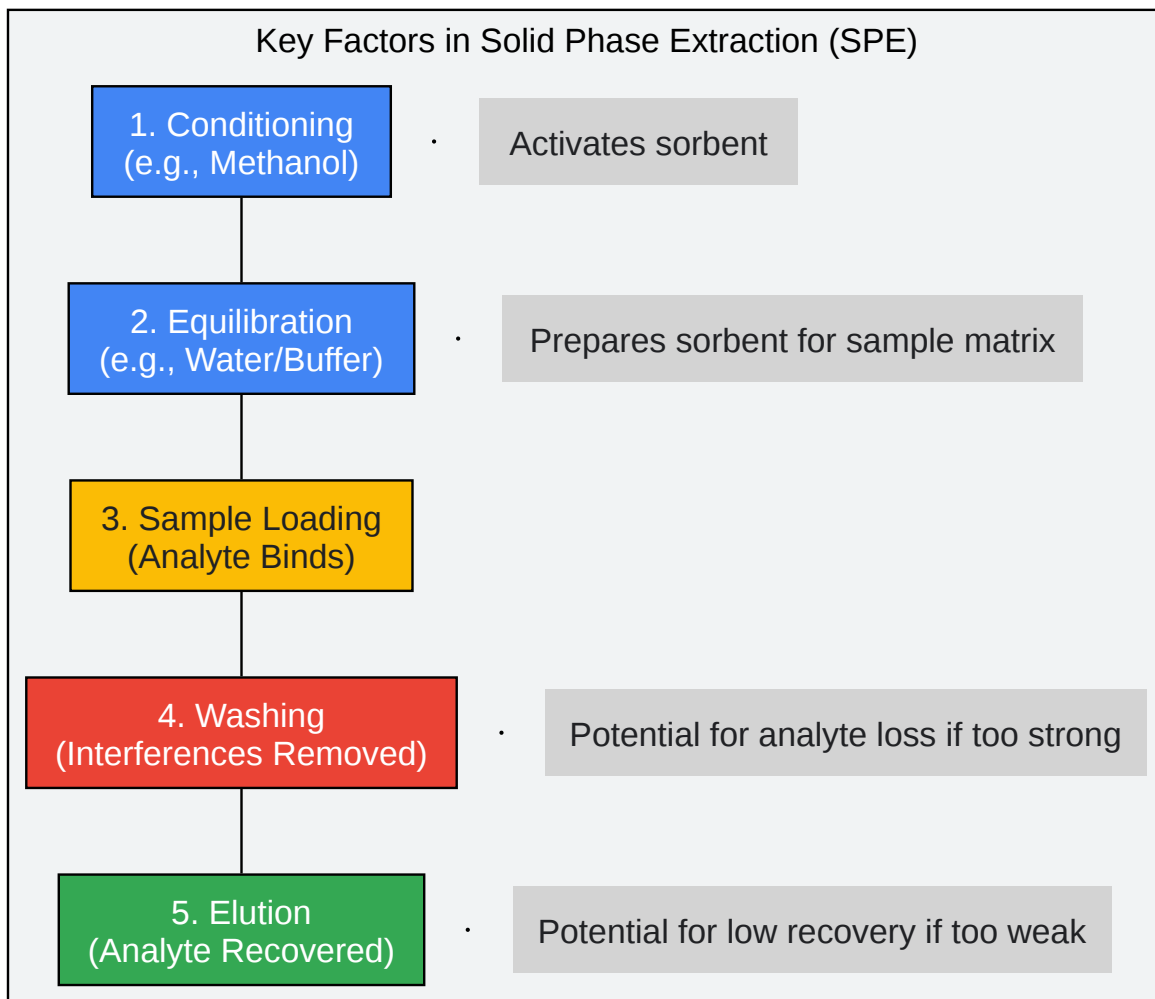 Key Factors in Solid Phase Extraction (SPE)
1. Conditioning
(e.g., Methanol)
Activates sorbent
2. Equilibration
(e.g., Water/Buffer)
Prepares sorbent for sample matrix
3. Sample Loading
(Analyte Binds)
4. Washing
(Interferences Removed)
Potential for analyte loss if too strong
5. Elution
(Analyte Recovered)
Potential for low recovery if too weak